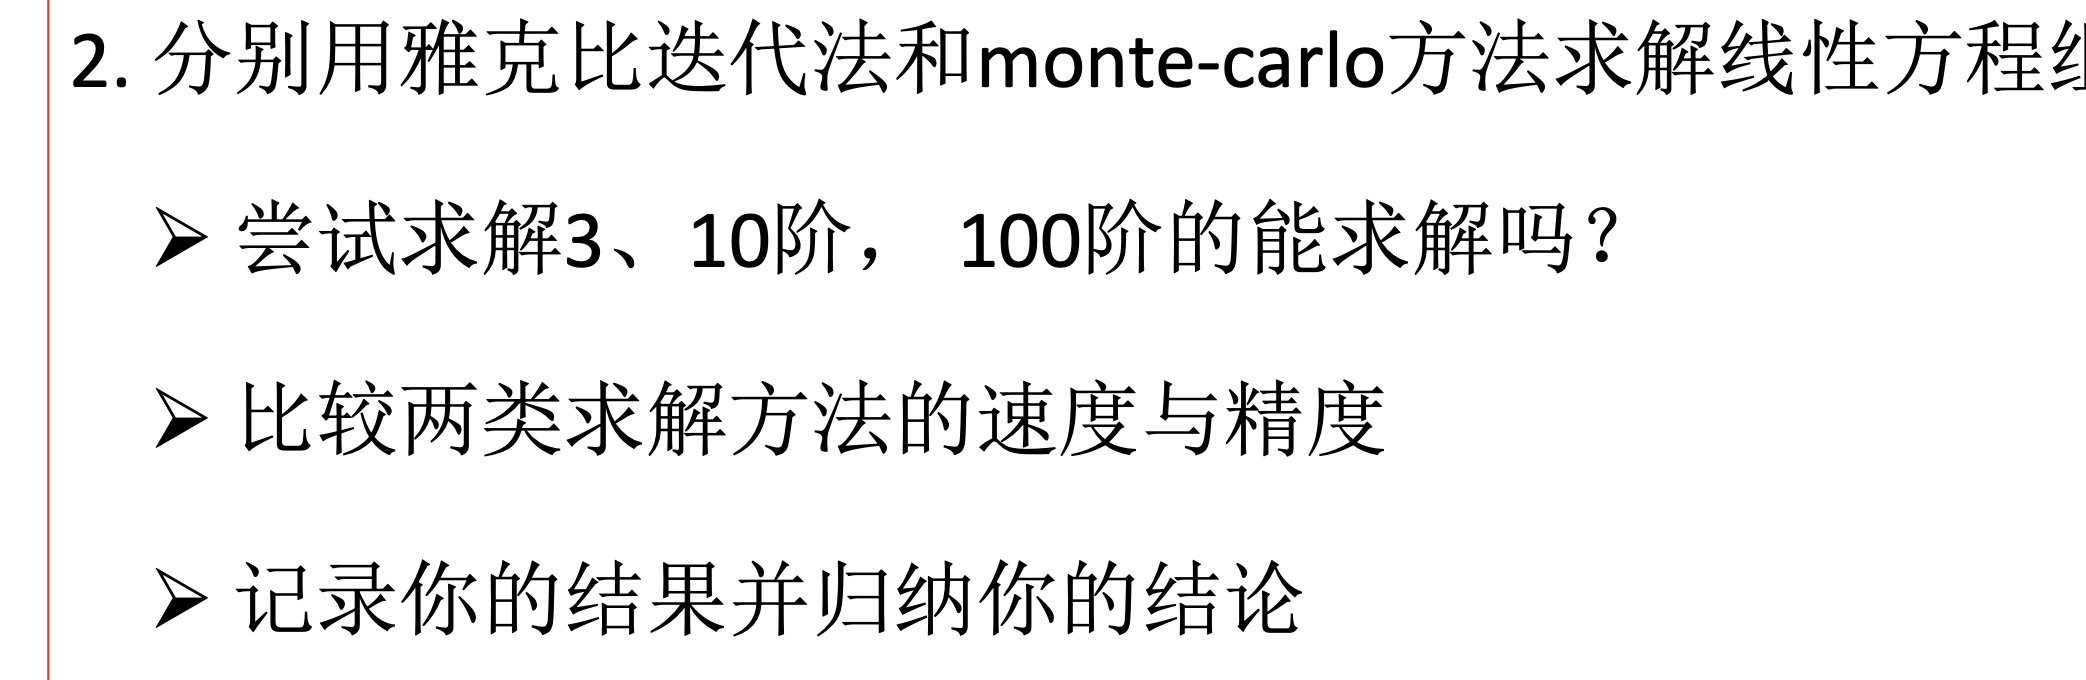 2. 分别用雅克比迭代法和monte-carlo方法求解线性方程组
➢ 尝试求解3、10阶， 100阶的能求解吗？
➢ 比较两类求解方法的速度与精度
➢ 记录你的结果并归纳你的结论